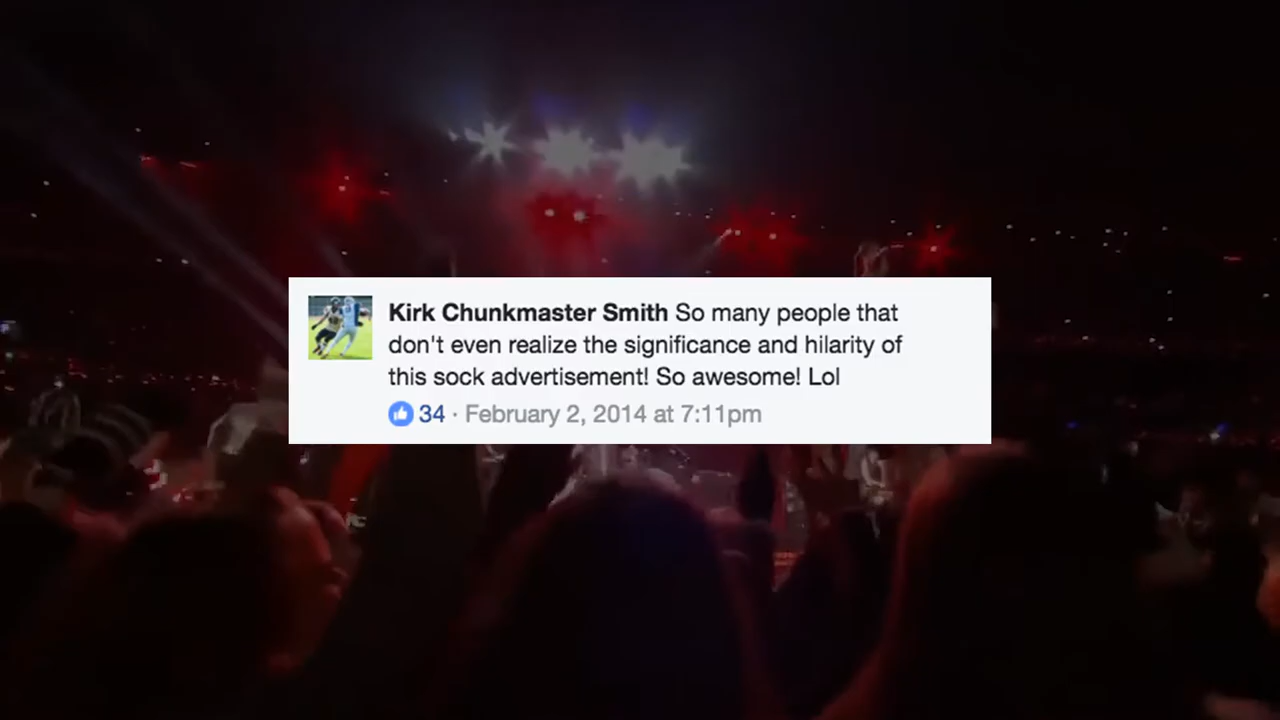 Kirk Chunkmaster Smith So many people that
don't even realize the significance and hilarity of
this sock advertisement! So awesome! Lol
34 · February 2, 2014 at 7:11pm